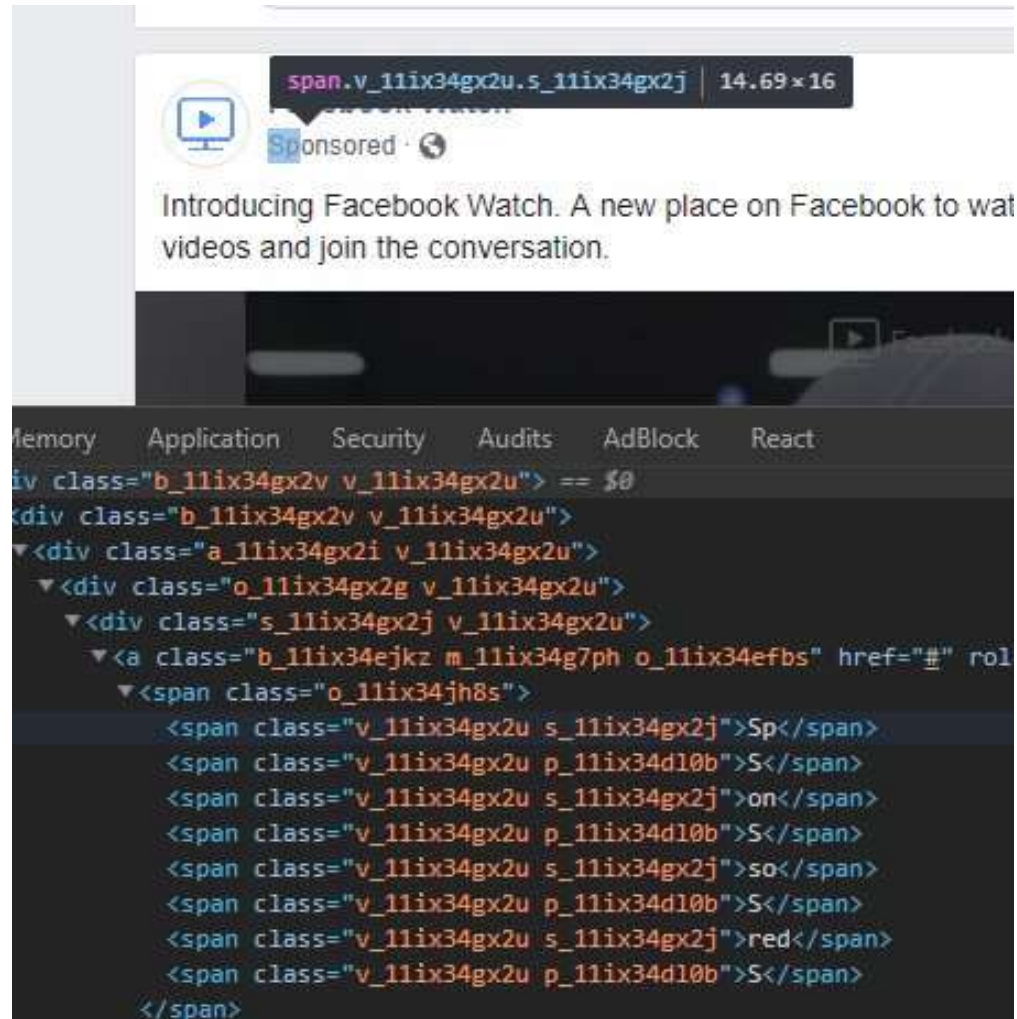 span.v_11ix34gx2u.s_11ix34gx2j | 14.69×16
Sponsored ·
Introducing Facebook Watch. A new place on Facebook to wat
videos and join the conversation.
Memory Application Security Audits AdBlock React
iv class="b_11ix34gx2v v_11ix34gx2u"> == $0
<div class="b_11ix34gx2v v_11ix34gx2u">
▼<div class="a_11ix34gx2i v_11ix34gx2u">
▼<div class="o_11ix34gx2g v_11ix34gx2u">
▼<div class="s_11ix34gx2j v_11ix34gx2u">
▼<a class="b_11ix34ejkz m_11ix34g7ph o_11ix34efbs" href="#" rol
▼<span class="o_11ix34jh8s">
<span class="v_11ix34gx2u s_11ix34gx2j">Sp</span>
<span class="v_11ix34gx2u p_11ix34dl0b">S</span>
<span class="v_11ix34gx2u s_11ix34gx2j">on</span>
<span class="v_11ix34gx2u p_11ix34dl0b">S</span>
<span class="v_11ix34gx2u s_11ix34gx2j">so</span>
<span class="v_11ix34gx2u p_11ix34dl0b">S</span>
<span class="v_11ix34gx2u s_11ix34gx2j">red</span>
<span class="v_11ix34gx2u p_11ix34dl0b">S</span>
</span>